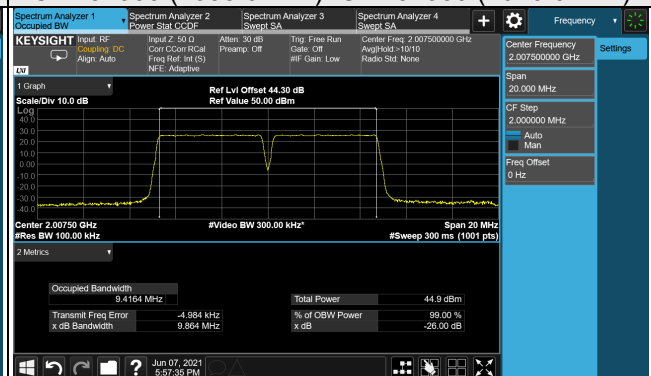 Spectrum Analyzer 1
Occupied BW
Spectrum Analyzer 2
Power Stat CCDF
Spectrum Analyzer 3
Swept SA
Spectrum Analyzer 4
Swept SA
+
Frequency
KEYSIGHT
LXI
Input: RF
Coupling: DC
Align: Auto
Input Z: 50 Ω
Corr CCorr RCal
Freq Ref: Int (S)
NFE: Adaptive
Atten: 30 dB
Preamp: Off
Trig: Free Run
Gate: Off
#IF Gain: Low
Center Freq: 2.007500000 GHz
Avg|Hold:>10/10
Radio Std: None
Center Frequency
2.007500000 GHz
Settings
Span
20.000 MHz
CF Step
2.000000 MHz
Auto
Man
Freq Offset
0 Hz
1 Graph
Scale/Div 10.0 dB
Ref Lvl Offset 44.30 dB
Ref Value 50.00 dBm
Log
40.0
30.0
20.0
10.0
0.00
-10.0
-20.0
-30.0
-40.0
Center 2.00750 GHz
#Res BW 100.00 kHz
#Video BW 300.00 kHz*
Span 20 MHz
#Sweep 300 ms (1001 pts)
2 Metrics
Occupied Bandwidth
9.4164 MHz
Total Power 44.9 dBm
Transmit Freq Error -4.984 kHz
% of OBW Power 99.00 %
x dB Bandwidth 9.864 MHz
x dB -26.00 dB
?
Jun 07, 2021
5:57:35 PM